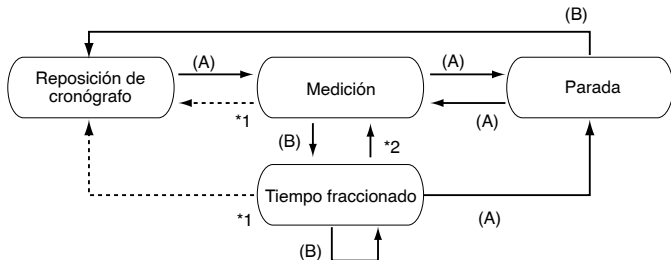 (B)
Reposición de
cronógrafo
(A)
Medición
(A)
Parada
*1
(B)
*2
(A)
Tiempo fraccionado
*1
(A)
(B)